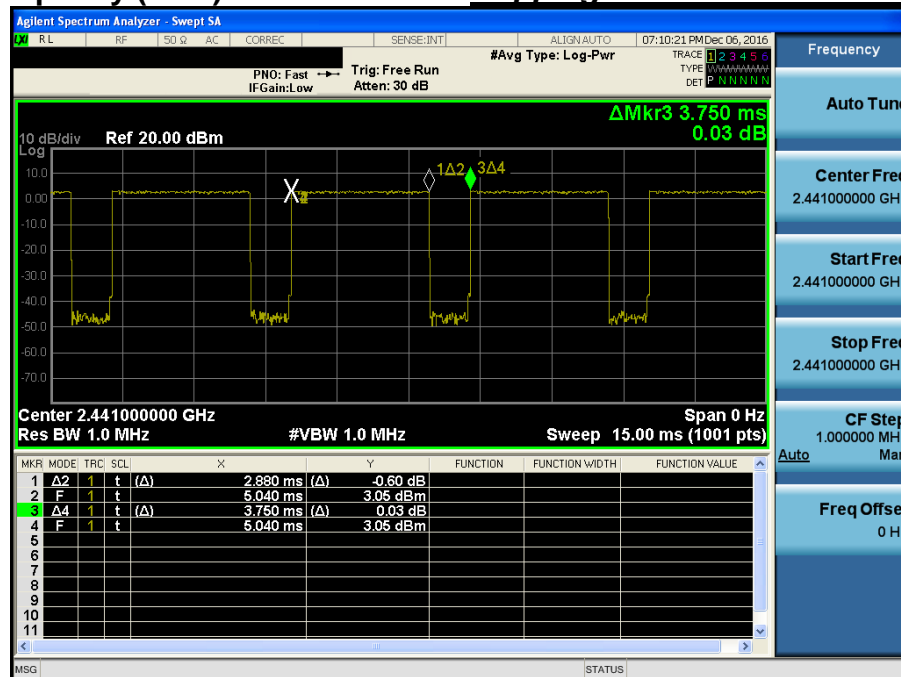 Agilent Spectrum Analyzer - Swept SA
LXI RL RF 50 Ω AC CORREC SENSE:INT ALIGN AUTO 07:10:21 PM Dec 06, 2016
#Avg Type: Log-Pwr
TRACE 1 2 3 4 5 6
TYPE WWWWWW
DET P N N N N N
PNO: Fast
IFGain:Low
Trig: Free Run
Atten: 30 dB
ΔMkr3 3.750 ms
0.03 dB
10 dB/div Ref 20.00 dBm
Log
10.0
0.00
-10.0
-20.0
-30.0
-40.0
-50.0
-60.0
-70.0
X
1Δ2
3Δ4
Center 2.441000000 GHz Span 0 Hz
Res BW 1.0 MHz #VBW 1.0 MHz Sweep 15.00 ms (1001 pts)
MKR MODE TRC SCL X Y FUNCTION FUNCTION WIDTH FUNCTION VALUE
1 Δ2 1 t (Δ) 2.880 ms (Δ) -0.60 dB
2 F 1 t 5.040 ms 3.05 dBm
3 Δ4 1 t (Δ) 3.750 ms (Δ) 0.03 dB
4 F 1 t 5.040 ms 3.05 dBm
5
6
7
8
9
10
11
MSG STATUS
Frequency
Auto Tun
Center Fre
2.441000000 GH
Start Fre
2.441000000 GH
Stop Fre
2.441000000 GH
CF Step
1.000000 MH
Auto Ma
Freq Offse
0 H